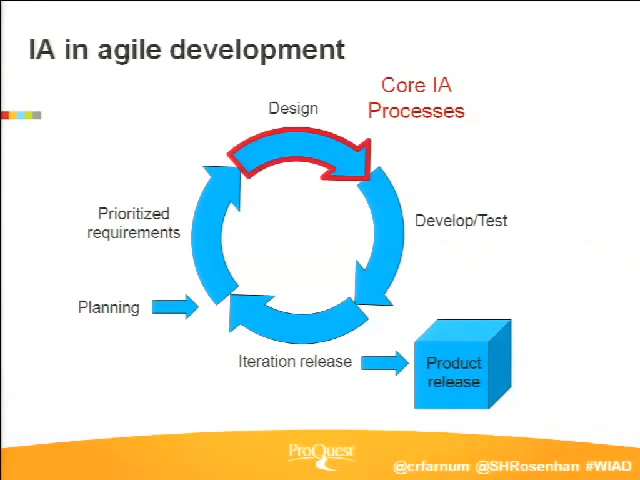 IA in agile development
Core IA
Processes
Design
Prioritized
requirements
Develop/Test
Planning
Iteration release
Product
release
ProQuest
@crfarnum @SHRosenhan #WIAD